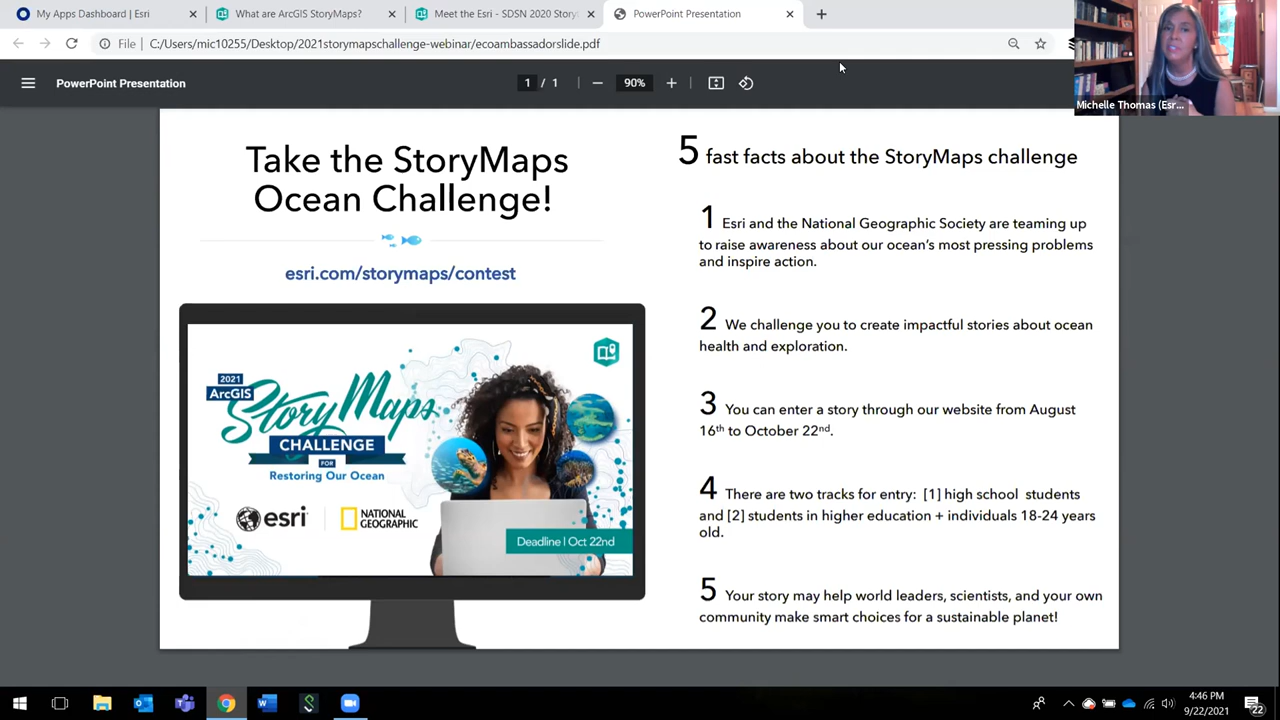 My Apps Dashboard | Esri
What are ArcGIS StoryMaps?
Meet the Esri - SDSN 2020 Story
PowerPoint Presentation
File | C:/Users/mic10255/Desktop/2021storymapschallenge-webinar/ecoambassadorslide.pdf
PowerPoint Presentation
1 / 1
90%
Michelle Thomas (Esr...
Take the StoryMaps
Ocean Challenge!
esri.com/storymaps/contest
2021
ArcGIS
StoryMaps
CHALLENGE
FOR
Restoring Our Ocean
esri
NATIONAL
GEOGRAPHIC
Deadline | Oct 22nd
5 fast facts about the StoryMaps challenge
1 Esri and the National Geographic Society are teaming up
to raise awareness about our ocean's most pressing problems
and inspire action.
2 We challenge you to create impactful stories about ocean
health and exploration.
3 You can enter a story through our website from August
16th to October 22nd.
4 There are two tracks for entry: [1] high school students
and [2] students in higher education + individuals 18-24 years
old.
5 Your story may help world leaders, scientists, and your own
community make smart choices for a sustainable planet!
4:46 PM
9/22/2021
22